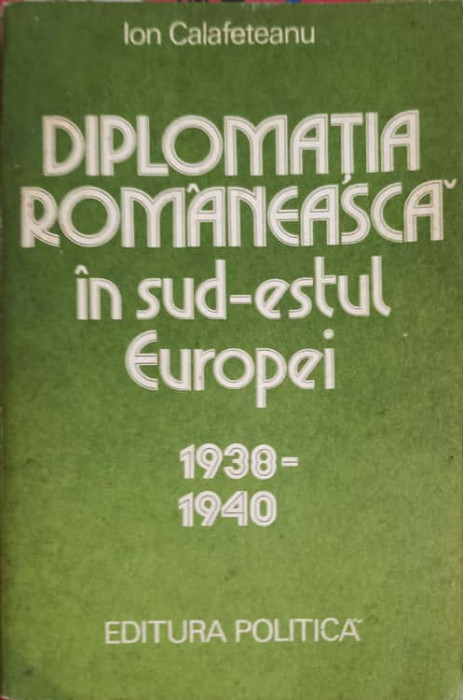 Ion Calafeteanu
DIPLOMAȚIA
ROMÂNEASCĂ
în sud-estul
Europei
1938-
1940
EDITURA POLITICĂ